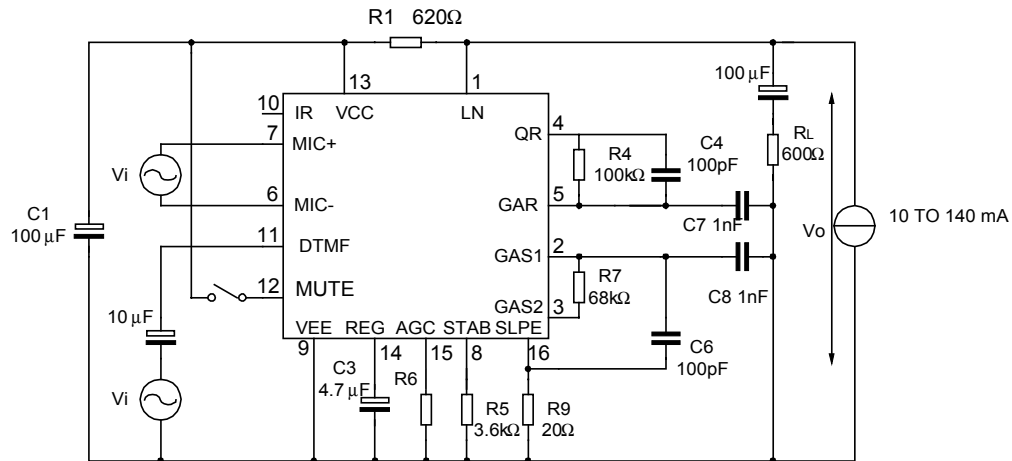 R1 620Ω
13
1
10
IR
VCC
LN
100 μF
7
MIC+
QR
4
C4
100pF
RL
600Ω
Vi
R4
100kΩ
6
MIC-
GAR
5
C1
100 μF
C7 1nF
Vo
10 TO 140 mA
11
DTMF
GAS1
2
R7
68kΩ
C8 1nF
12
MUTE
GAS2
3
10 μF
VEE REG AGC STAB SLPE
9
14
15
8
16
C6
100pF
C3
4.7 μF
R6
Vi
R5
3.6kΩ
R9
20Ω